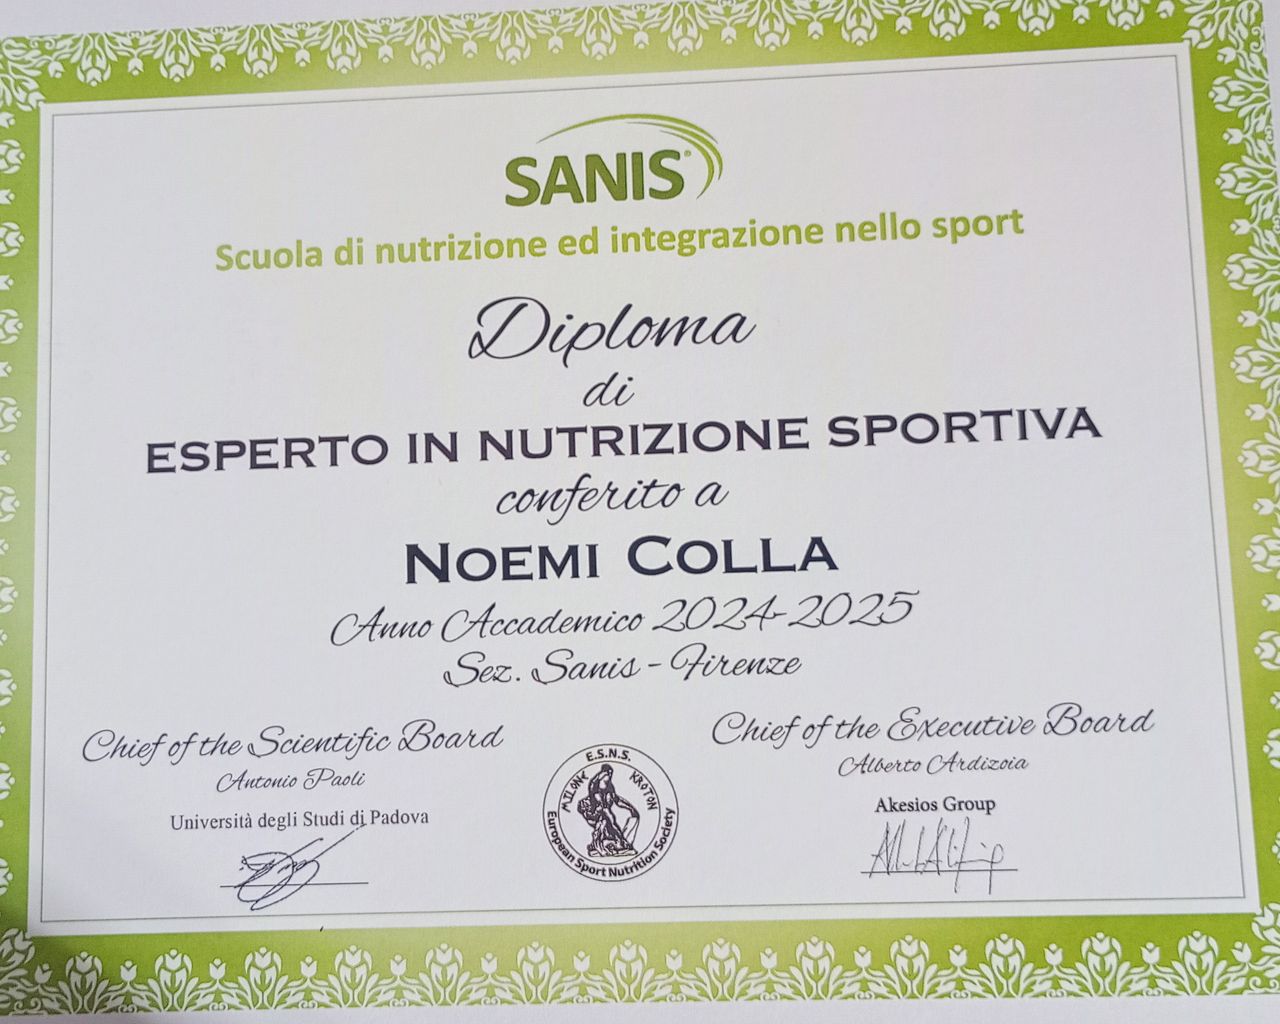 SANIS®
Scuola di nutrizione ed integrazione nello sport
Diploma
di
ESPERTO IN NUTRIZIONE SPORTIVA
conferito a
NOEMI COLLA
Anno Accademico 2024-2025
Sez. Sanis - Firenze
Chief of the Scientific Board
Antonio Paoli
Università degli Studi di Padova
E.S.N.S.
MILONE KROTON
European Sport Nutrition Society
Chief of the Executive Board
Alberto Ardizoia
Akesios Group